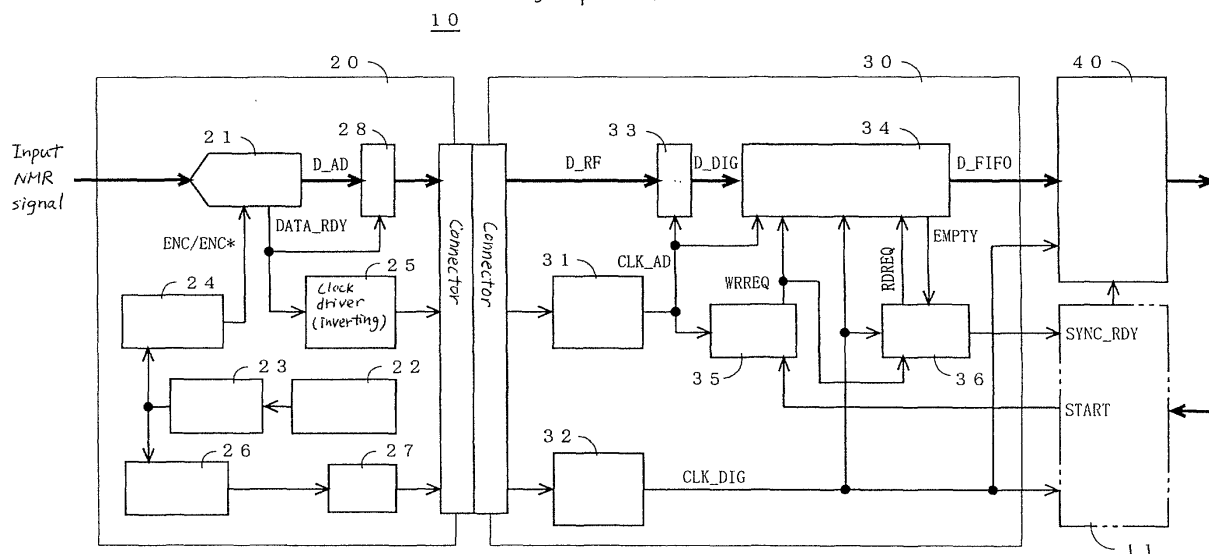 10
20
30
40
21
28
33
34
Input
NMR
signal
D_AD
D_RF
D_DIG
D_FIFO
DATA_RDY
ENC/ENC*
EMPTY
Connector
Connector
24
25
Clock
driver
(inverting)
31
CLK_AD
WRREQ
RDREQ
23
22
35
36
SYNC_RDY
START
26
27
32
CLK_DIG
11